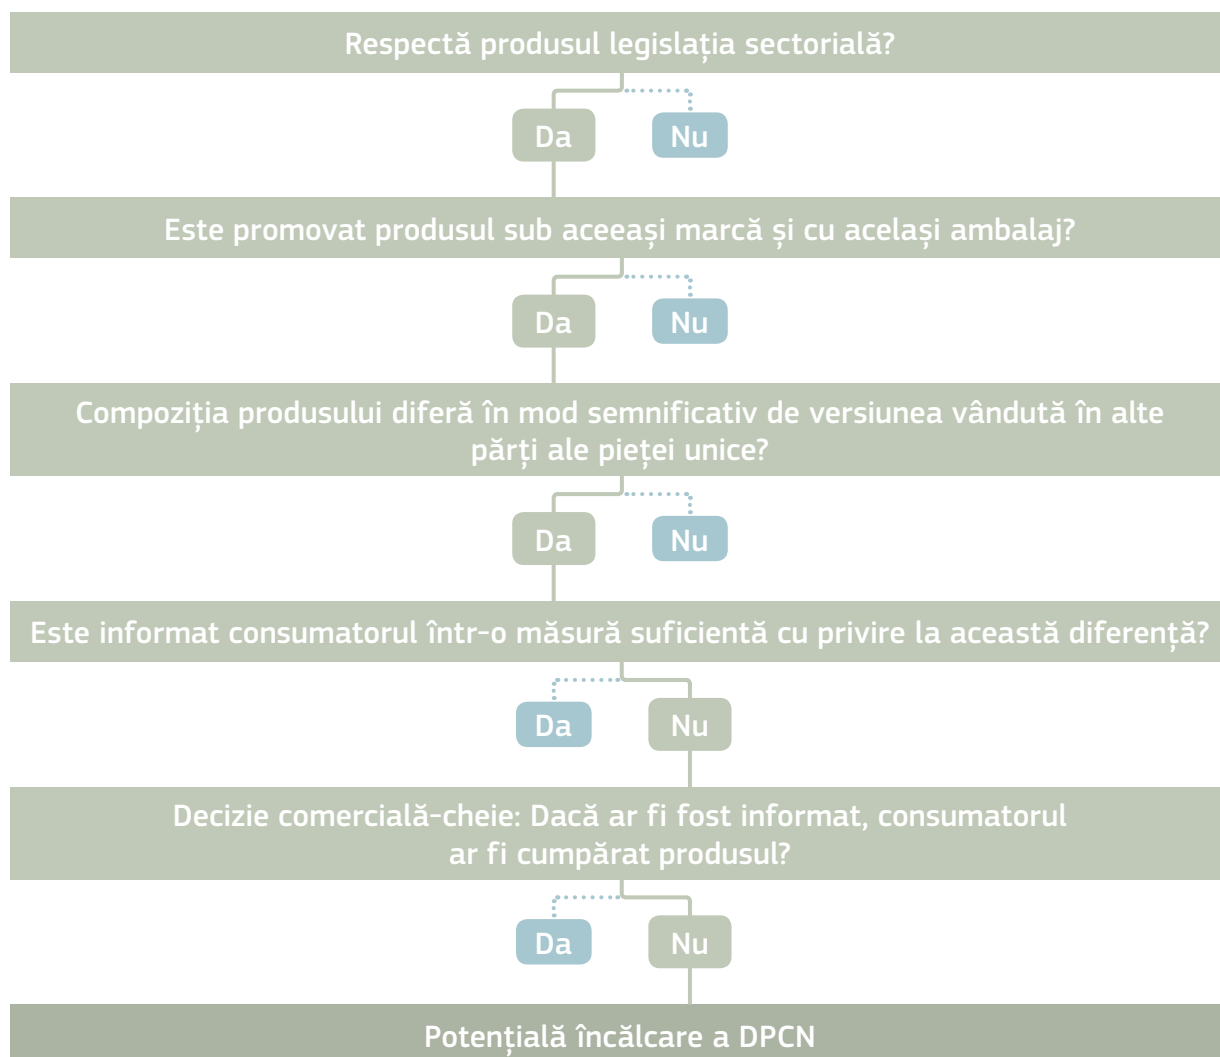 Respectă produsul legislația sectorială?
Da Nu
Este promovat produsul sub aceeași marcă și cu același ambalaj?
Da Nu
Compoziția produsului diferă în mod semnificativ de versiunea vândută în alte
părți ale pieței unice?
Da Nu
Este informat consumatorul într-o măsură suficientă cu privire la această diferență?
Da Nu
Decizie comercială-cheie: Dacă ar fi fost informat, consumatorul
ar fi cumpărat produsul?
Da Nu
Potențială încălcare a DPCN